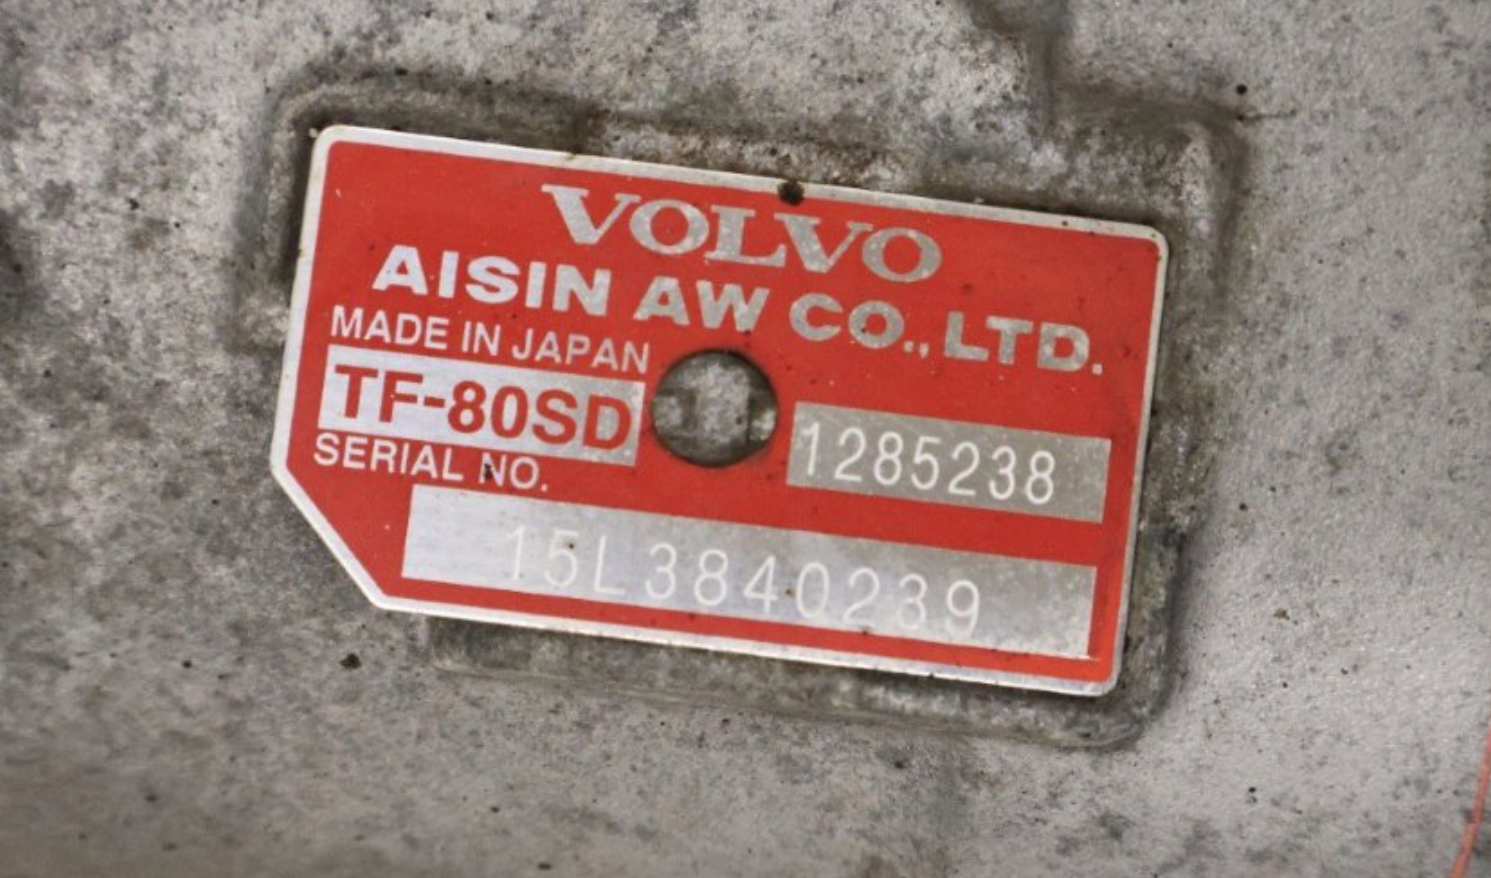 VOLVO
AISIN AW CO., LTD.
MADE IN JAPAN
TF-80SD
1285238
SERIAL NO.
15L3840239